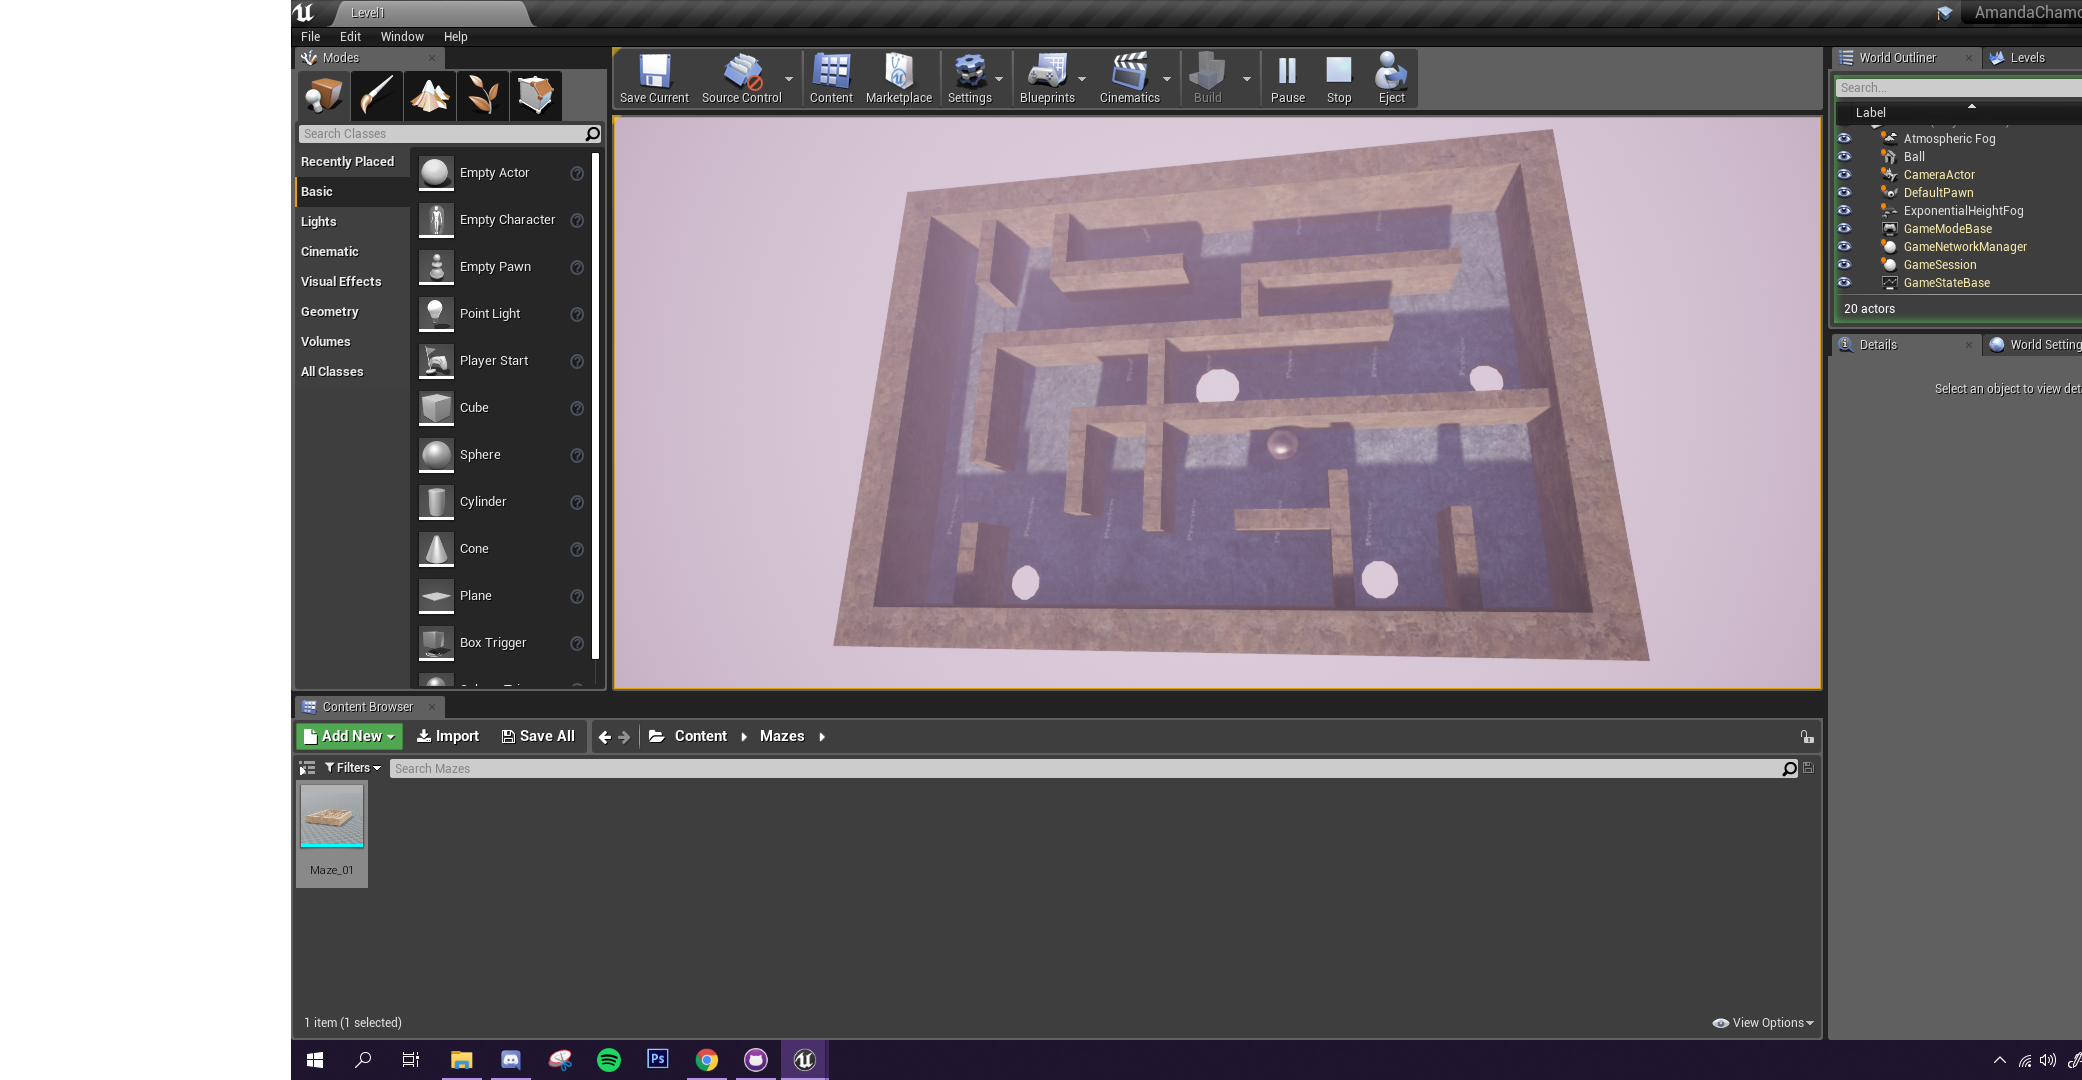 Level1
AmandaChamo
File Edit Window Help
Modes
Search Classes
Recently Placed
Basic
Lights
Cinematic
Visual Effects
Geometry
Volumes
All Classes
Empty Actor
Empty Character
Empty Pawn
Point Light
Player Start
Cube
Sphere
Cylinder
Cone
Plane
Box Trigger
Save Current
Source Control
Content
Marketplace
Settings
Blueprints
Cinematics
Build
Pause
Stop
Eject
Preview
World Outliner
Levels
Search...
Label
Atmospheric Fog
Ball
CameraActor
DefaultPawn
ExponentialHeightFog
GameModeBase
GameNetworkManager
GameSession
GameStateBase
20 actors
Details
World Setting
Select an object to view det
Content Browser
Add New Import Save All Content Mazes
Filters
Search Mazes
Maze_01
1 item (1 selected)
View Options
Ps